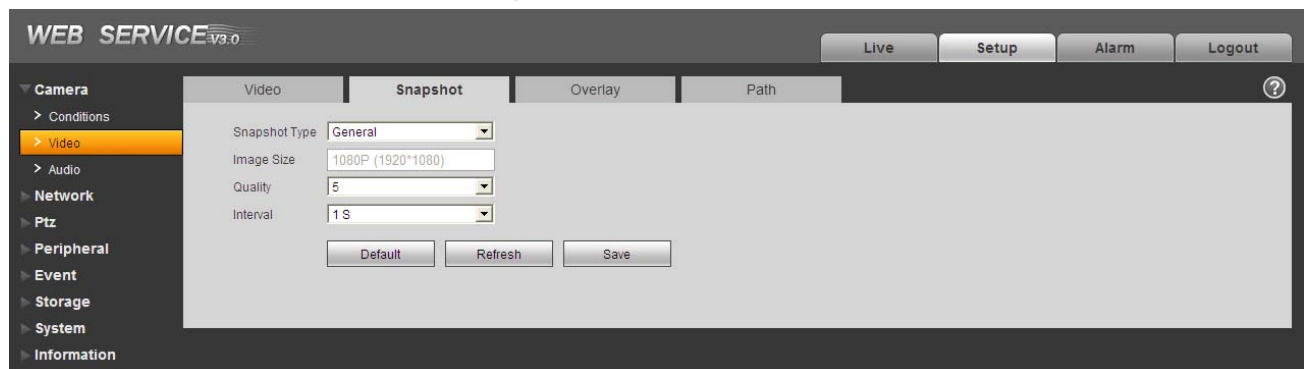 WEB SERVICE V3.0
Live Setup Alarm Logout
Camera
> Conditions
> Video
> Audio
Network
Ptz
Peripheral
Event
Storage
System
Information
Video Snapshot Overlay Path
?
Snapshot Type General
Image Size 1080P (1920*1080)
Quality 5
Interval 1 S
Default Refresh Save